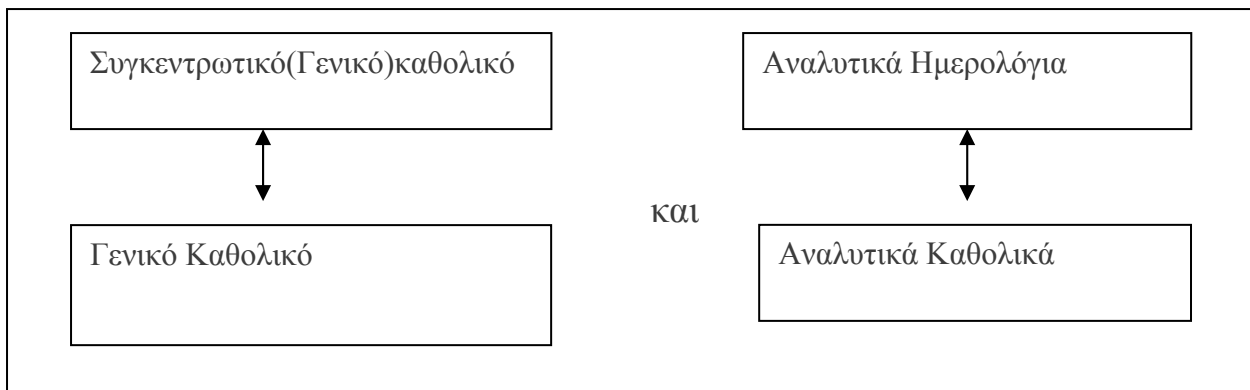 Συγκεντρωτικό(Γενικό)καθολικό
Αναλυτικά Ημερολόγια
και
Γενικό Καθολικό
Αναλυτικά Καθολικά